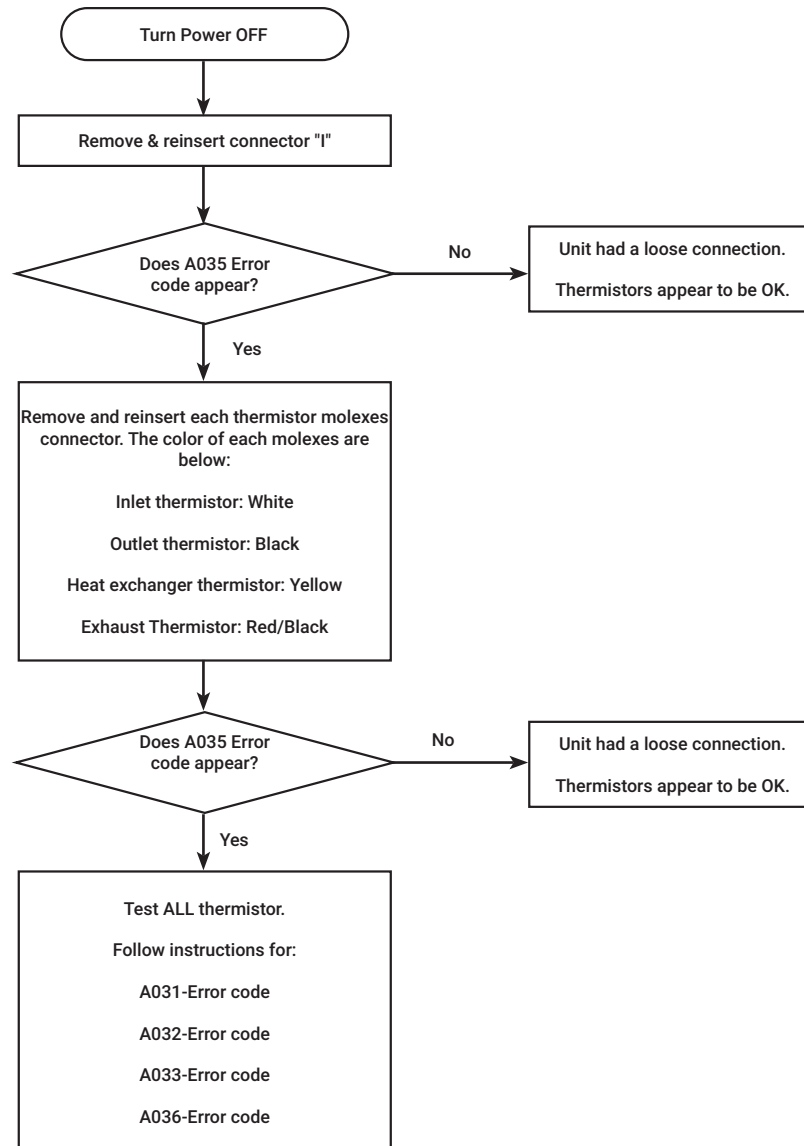 Turn Power OFF
Remove & reinsert connector "I"
Does A035 Error
code appear?
No
Unit had a loose connection.
Thermistors appear to be OK.
Yes
Remove and reinsert each thermistor molexes
connector. The color of each molexes are
below:
Inlet thermistor: White
Outlet thermistor: Black
Heat exchanger thermistor: Yellow
Exhaust Thermistor: Red/Black
Does A035 Error
code appear?
No
Unit had a loose connection.
Thermistors appear to be OK.
Yes
Test ALL thermistor.
Follow instructions for:
A031-Error code
A032-Error code
A033-Error code
A036-Error code